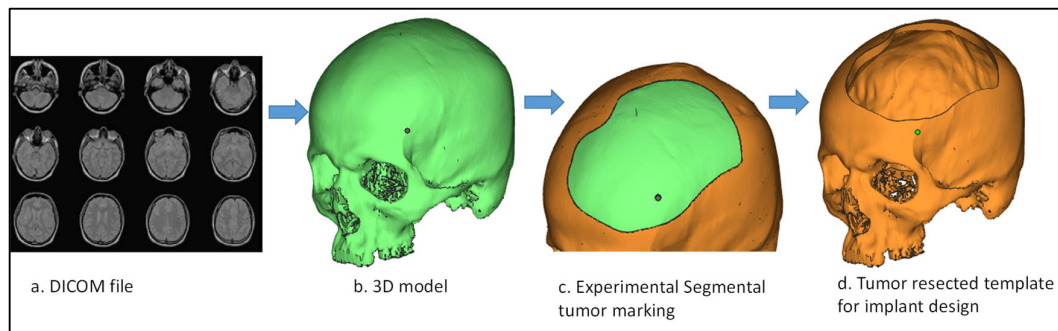 a. DICOM file
b. 3D model
c. Experimental Segmental
tumor marking
d. Tumor resected template
for implant design